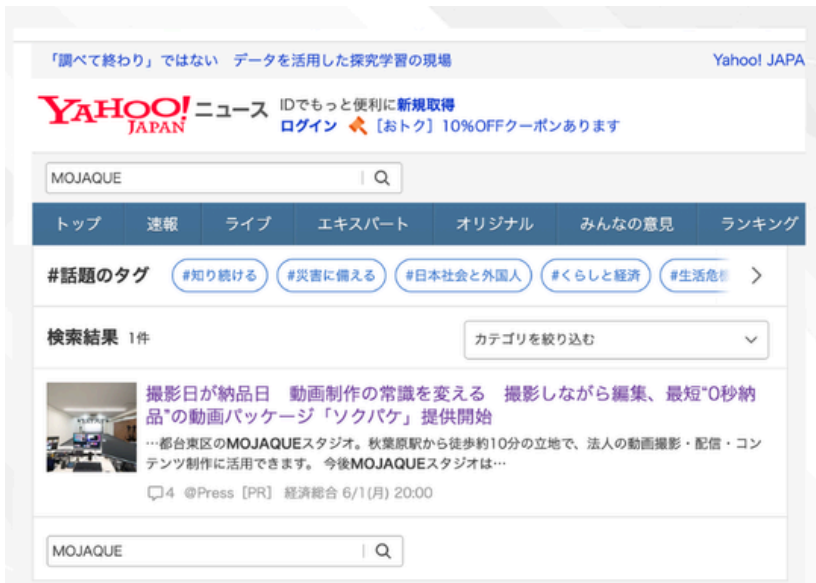 「調べて終わり」ではない　データを活用した探究学習の現場
Yahoo! JAPA
YAHOO! JAPAN ニュース
IDでもっと便利に新規取得
ログイン [おトク] 10%OFFクーポンあります
MOJAQUE
トップ 速報 ライブ エキスパート オリジナル みんなの意見 ランキング
#話題のタグ #知り続ける #災害に備える #日本社会と外国人 #くらしと経済 #生活危機
検索結果 1件 カテゴリを絞り込む
撮影日が納品日　動画制作の常識を変える　撮影しながら編集、最短“0秒納
品”の動画パッケージ「ソクパケ」提供開始
…都台東区のMOJAQUEスタジオ。秋葉原駅から徒歩約10分の立地で、法人の動画撮影・配信・コン
テンツ制作に活用できます。 今後MOJAQUEスタジオは…
4 @Press [PR] 経済総合 6/1(月) 20:00
MOJAQUE